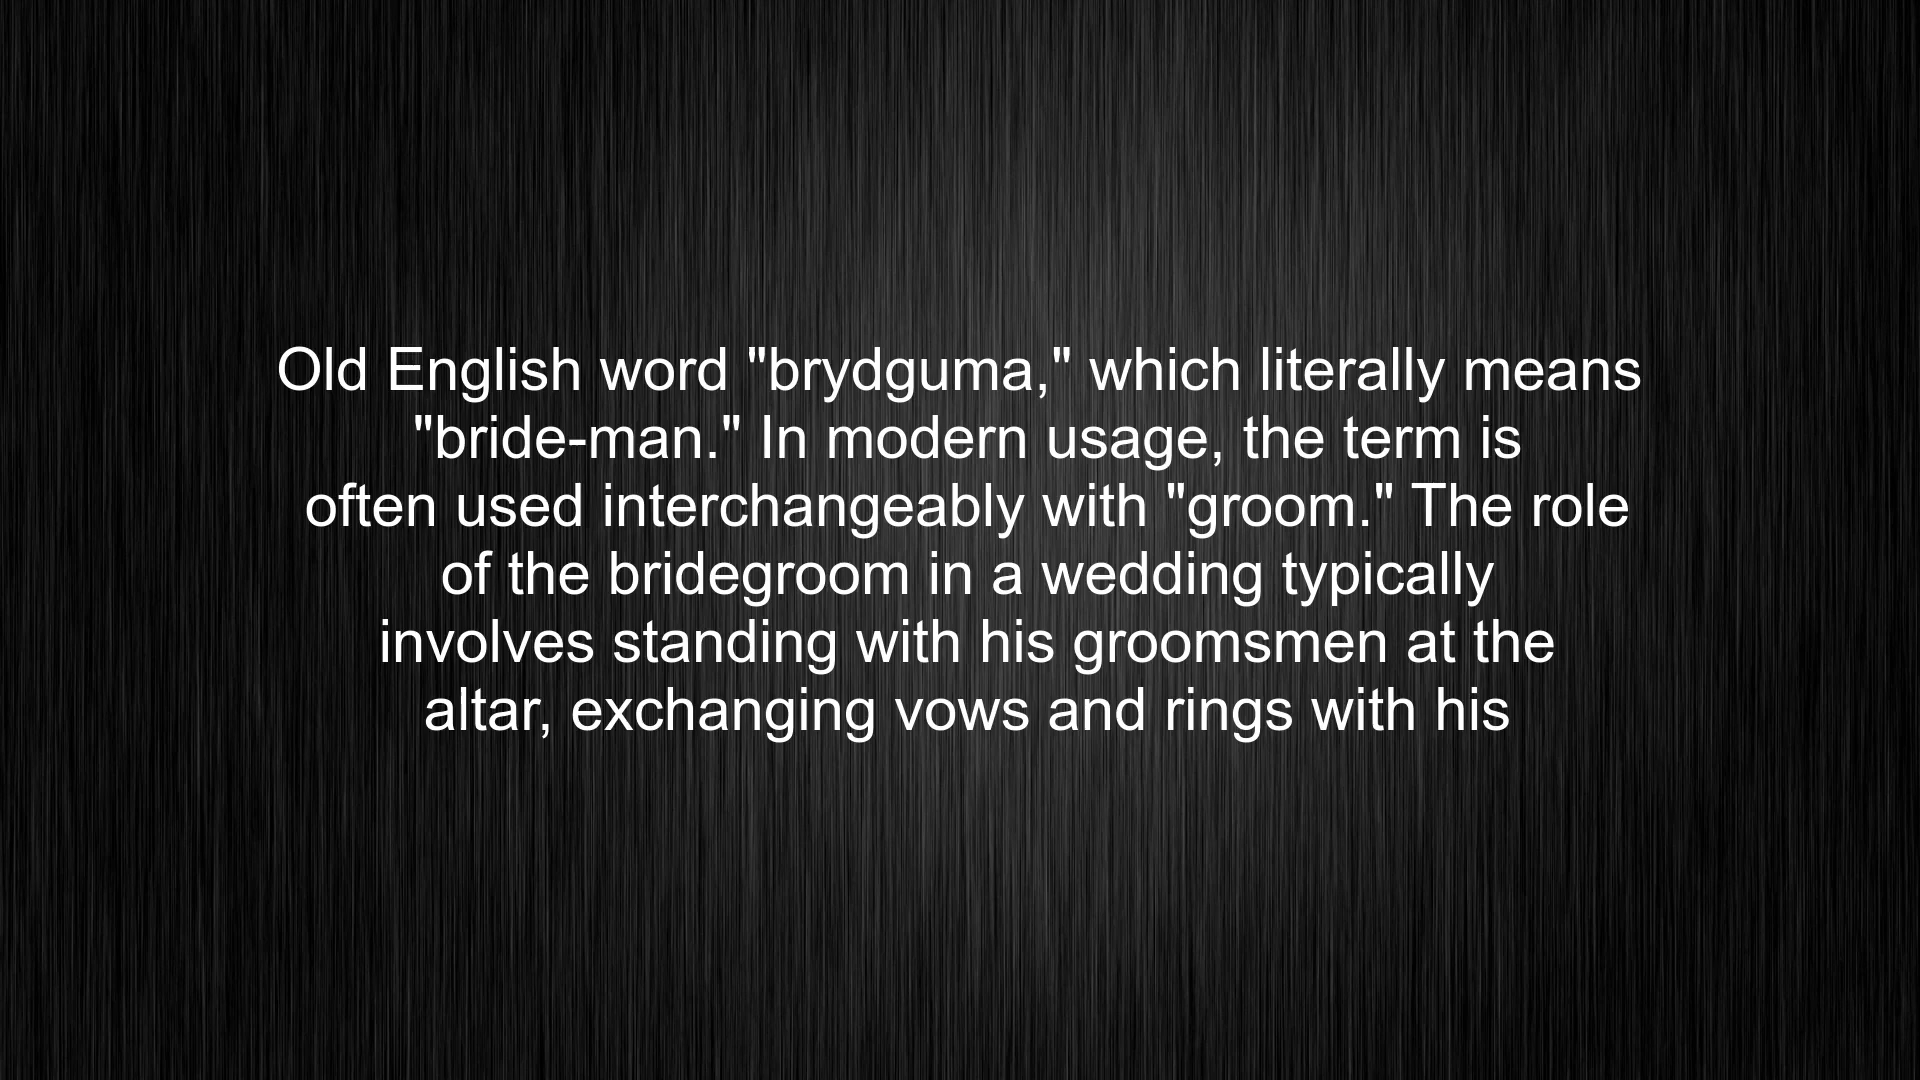 Old English word "brydguma," which literally means
"bride-man." In modern usage, the term is
often used interchangeably with "groom." The role
of the bridegroom in a wedding typically
involves standing with his groomsmen at the
altar, exchanging vows and rings with his